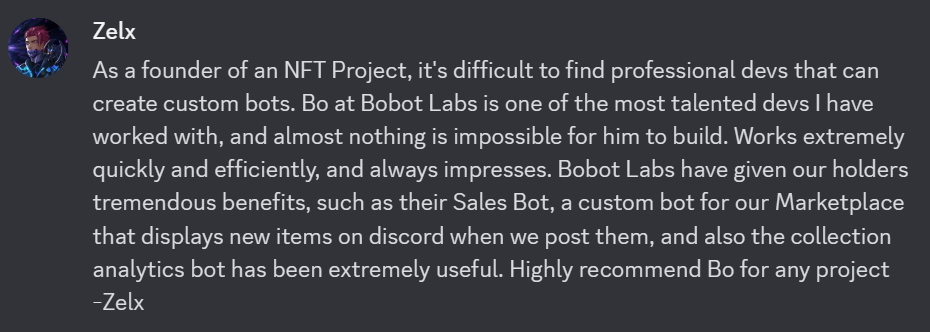 Zelx
As a founder of an NFT Project, it's difficult to find professional devs that can
create custom bots. Bo at Bobot Labs is one of the most talented devs I have
worked with, and almost nothing is impossible for him to build. Works extremely
quickly and efficiently, and always impresses. Bobot Labs have given our holders
tremendous benefits, such as their Sales Bot, a custom bot for our Marketplace
that displays new items on discord when we post them, and also the collection
analytics bot has been extremely useful. Highly recommend Bo for any project
-Zelx